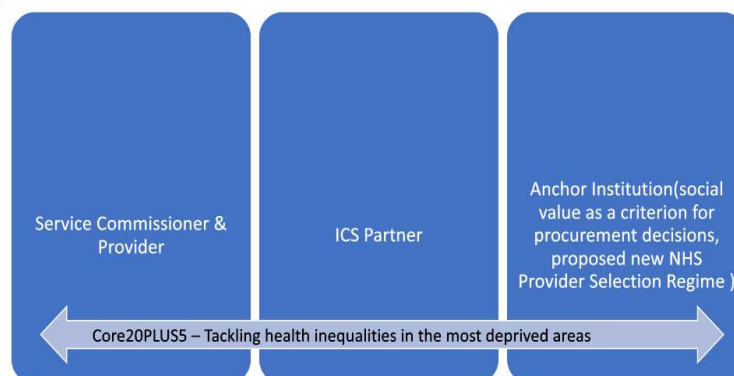 Service Commissioner &
Provider
ICS Partner
Anchor Institution(social
value as a criterion for
procurement decisions,
proposed new NHS
Provider Selection Regime )
Core20PLUS5 – Tackling health inequalities in the most deprived areas